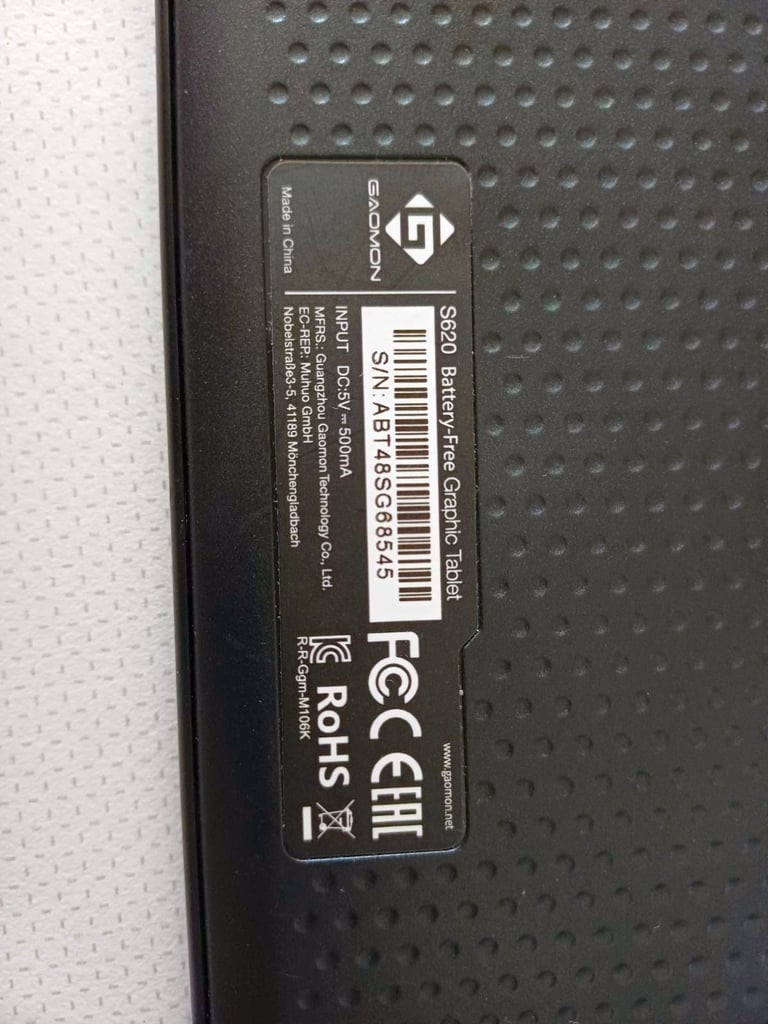 GAOMON
Made in China
S620 Battery-Free Graphic Tablet
S/N: ABT48SG68545
INPUT DC:5V ⎓ 500mA
MFRS.: Guangzhou Gaomon Technology Co., Ltd.
EC-REP.: Muhuo GmbH
Nobelstraße3-5, 41189 Mönchengladbach
www.gaomon.net
FC CE EAC
RoHS
R-R-Ggm-M106K